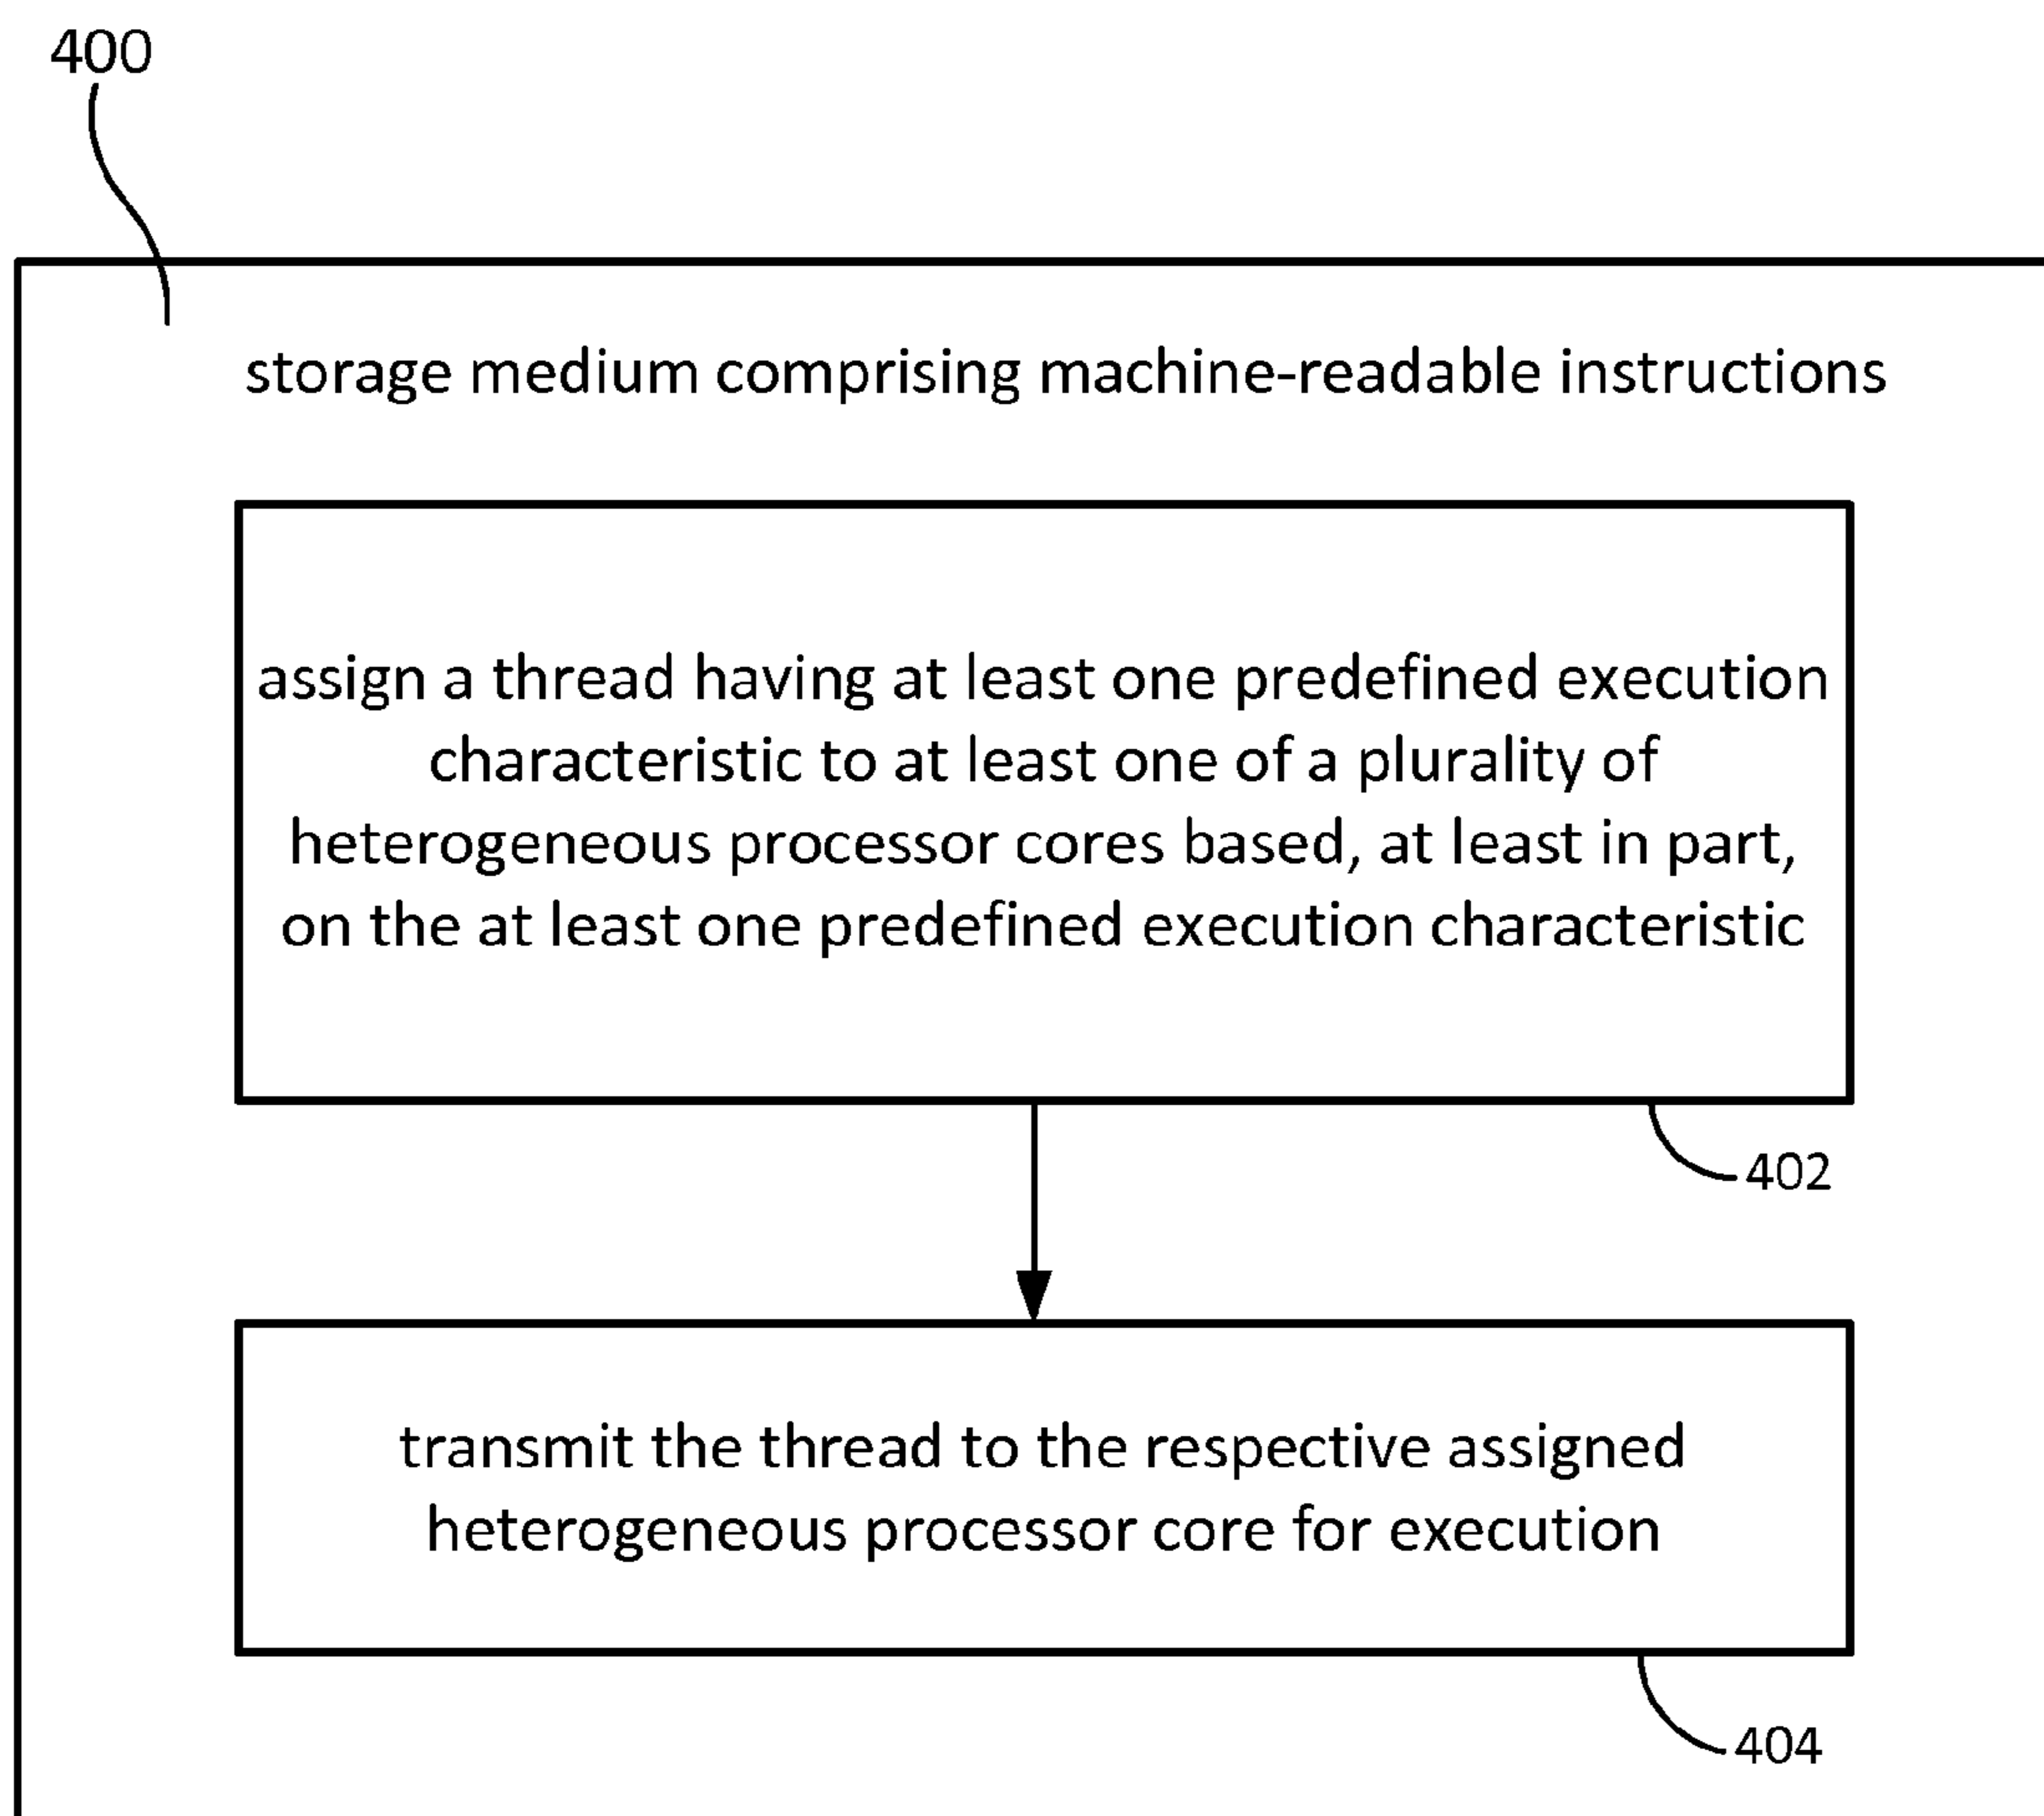 400
storage medium comprising machine-readable instructions
assign a thread having at least one predefined execution
characteristic to at least one of a plurality of
heterogeneous processor cores based, at least in part,
on the at least one predefined execution characteristic
402
transmit the thread to the respective assigned
heterogeneous processor core for execution
404